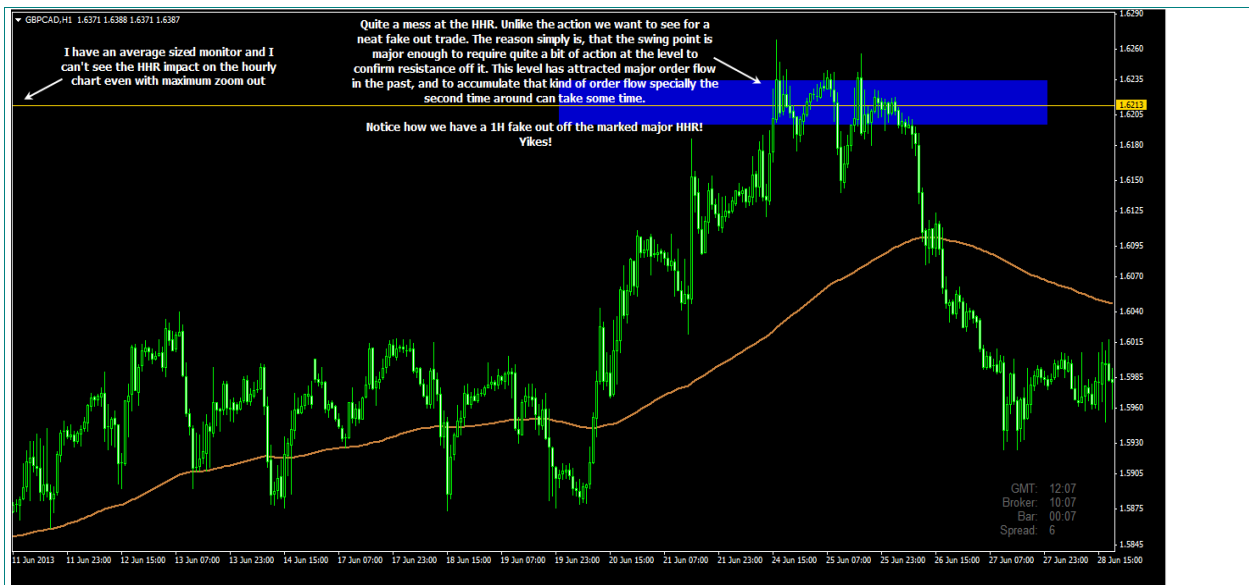 GBPCAD,H1 1.6371 1.6388 1.6371 1.6387
I have an average sized monitor and I
can't see the HHR impact on the hourly
chart even with maximum zoom out
Quite a mess at the HHR. Unlike the action we want to see for a
neat fake out trade. The reason simply is, that the swing point is
major enough to require quite a bit of action at the level to
confirm resistance off it. This level has attracted major order flow
in the past, and to accumulate that kind of order flow specially the
second time around can take some time.
Notice how we have a 1H fake out off the marked major HHR!
Yikes!
1.6290
1.6260
1.6235
1.6213
1.6205
1.6180
1.6150
1.6125
1.6095
1.6070
1.6040
1.6015
1.5985
1.5960
1.5930
1.5905
1.5875
1.5845
GMT: 12:07
Broker: 10:07
Bar: 00:07
Spread: 6
11 Jun 2013 11 Jun 23:00 12 Jun 15:00 13 Jun 07:00 13 Jun 23:00 14 Jun 15:00 17 Jun 07:00 17 Jun 23:00 18 Jun 15:00 19 Jun 07:00 19 Jun 23:00 20 Jun 15:00 21 Jun 07:00 21 Jun 23:00 24 Jun 15:00 25 Jun 07:00 25 Jun 23:00 26 Jun 15:00 27 Jun 07:00 27 Jun 23:00 28 Jun 15:00